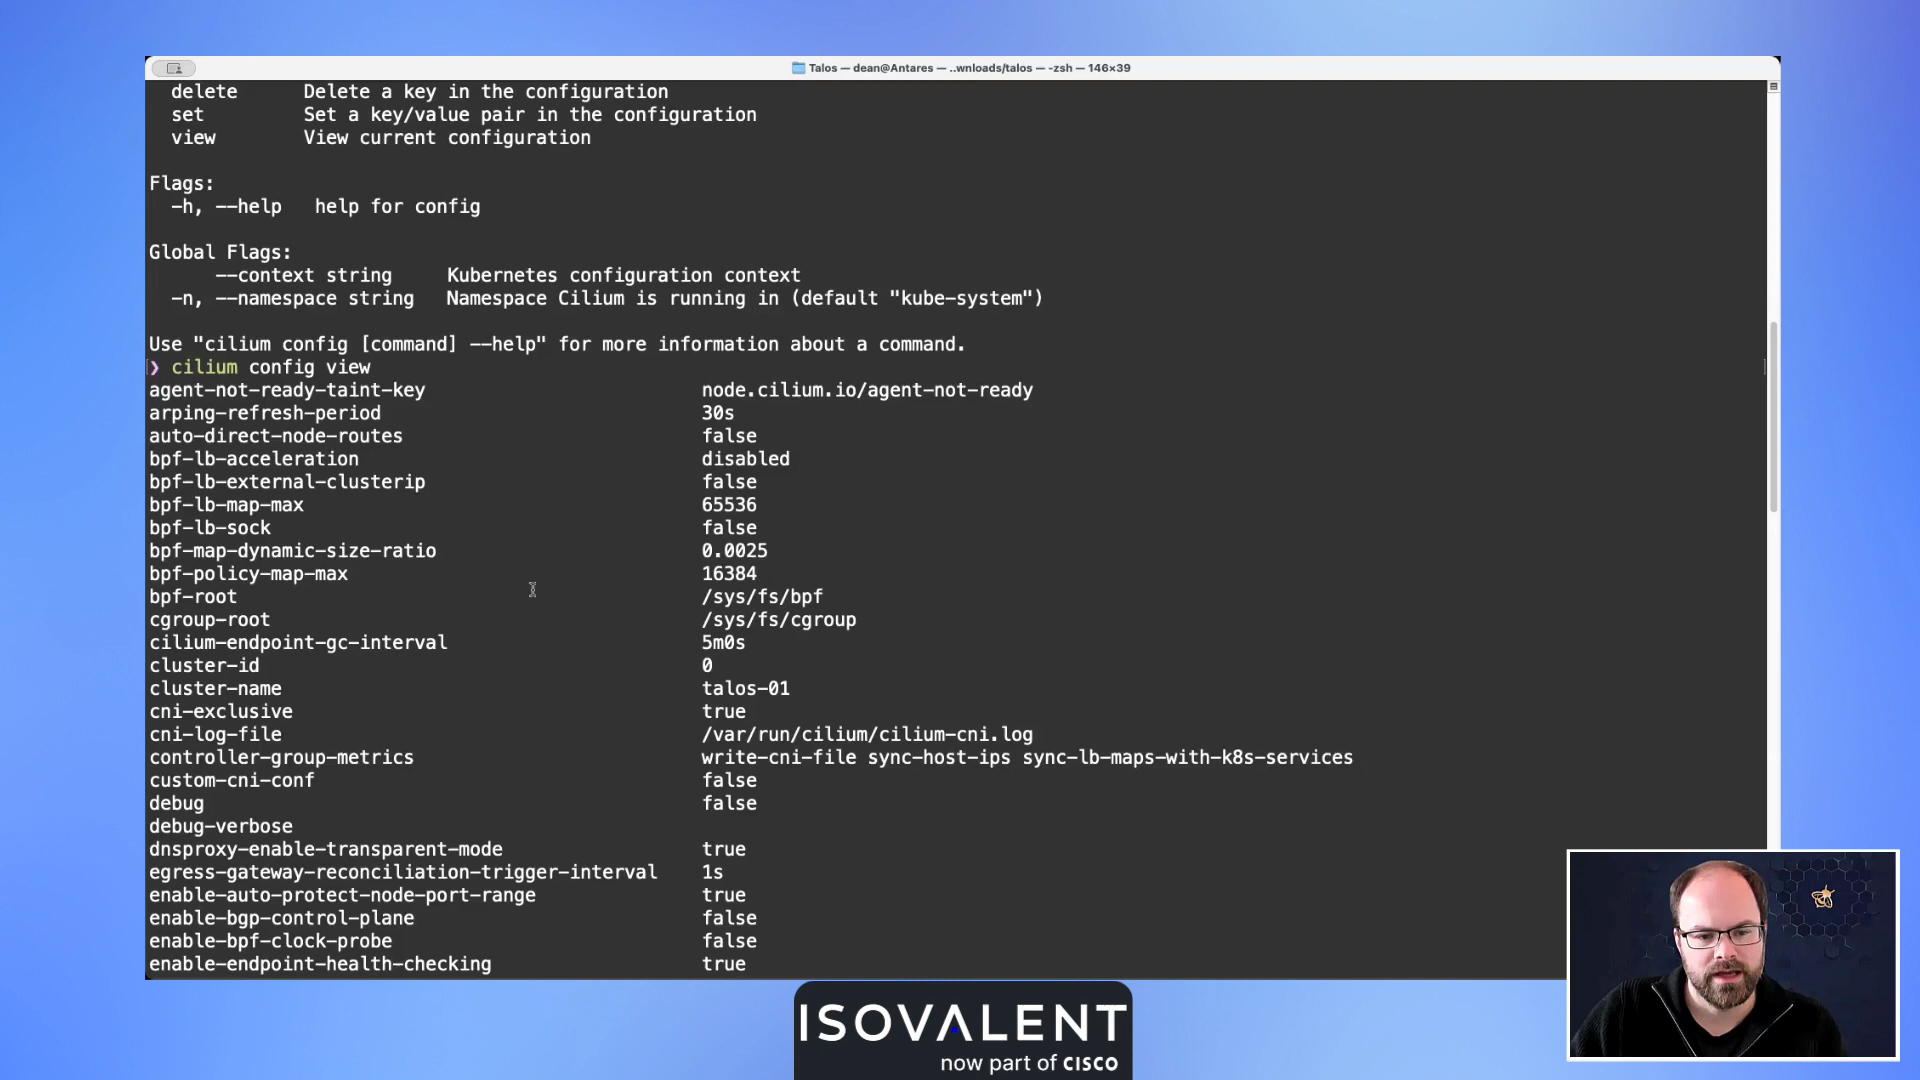 Talos — dean@Antares — ..wnloads/talos — -zsh — 146×39
delete Delete a key in the configuration
set Set a key/value pair in the configuration
view View current configuration
Flags:
-h, --help help for config
Global Flags:
--context string Kubernetes configuration context
-n, --namespace string Namespace Cilium is running in (default "kube-system")
Use "cilium config [command] --help" for more information about a command.
❯ cilium config view
agent-not-ready-taint-key node.cilium.io/agent-not-ready
arping-refresh-period 30s
auto-direct-node-routes false
bpf-lb-acceleration disabled
bpf-lb-external-clusterip false
bpf-lb-map-max 65536
bpf-lb-sock false
bpf-map-dynamic-size-ratio 0.0025
bpf-policy-map-max 16384
bpf-root /sys/fs/bpf
cgroup-root /sys/fs/cgroup
cilium-endpoint-gc-interval 5m0s
cluster-id 0
cluster-name talos-01
cni-exclusive true
cni-log-file /var/run/cilium/cilium-cni.log
controller-group-metrics write-cni-file sync-host-ips sync-lb-maps-with-k8s-services
custom-cni-conf false
debug false
debug-verbose
dnsproxy-enable-transparent-mode true
egress-gateway-reconciliation-trigger-interval 1s
enable-auto-protect-node-port-range true
enable-bgp-control-plane false
enable-bpf-clock-probe false
enable-endpoint-health-checking true
ISOVALENT
now part of CISCO